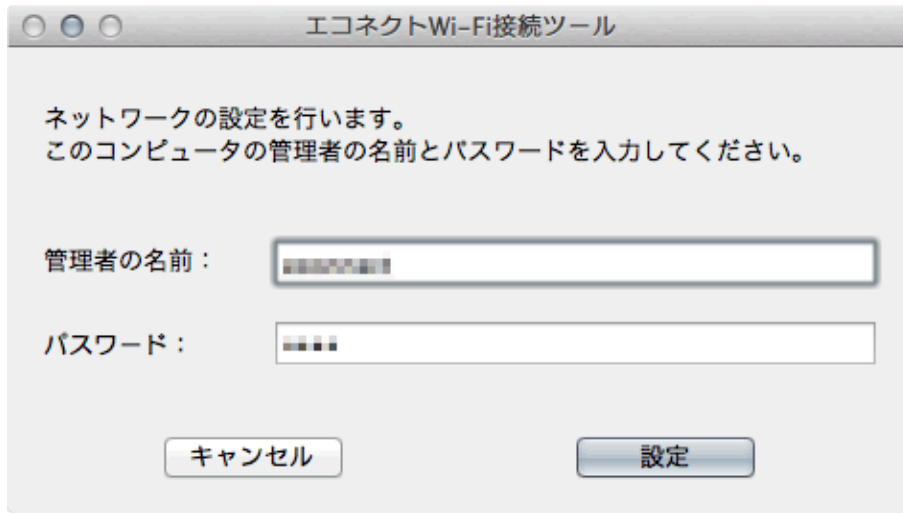 エコネクトWi-Fi接続ツール
ネットワークの設定を行います。
このコンピュータの管理者の名前とパスワードを入力してください。
管理者の名前：
パスワード：
キャンセル 設定